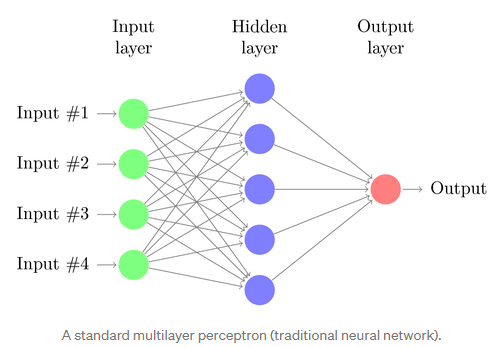 Input
layer
Hidden
layer
Output
layer
Input #1
Input #2
Input #3
Input #4
Output
A standard multilayer perceptron (traditional neural network).